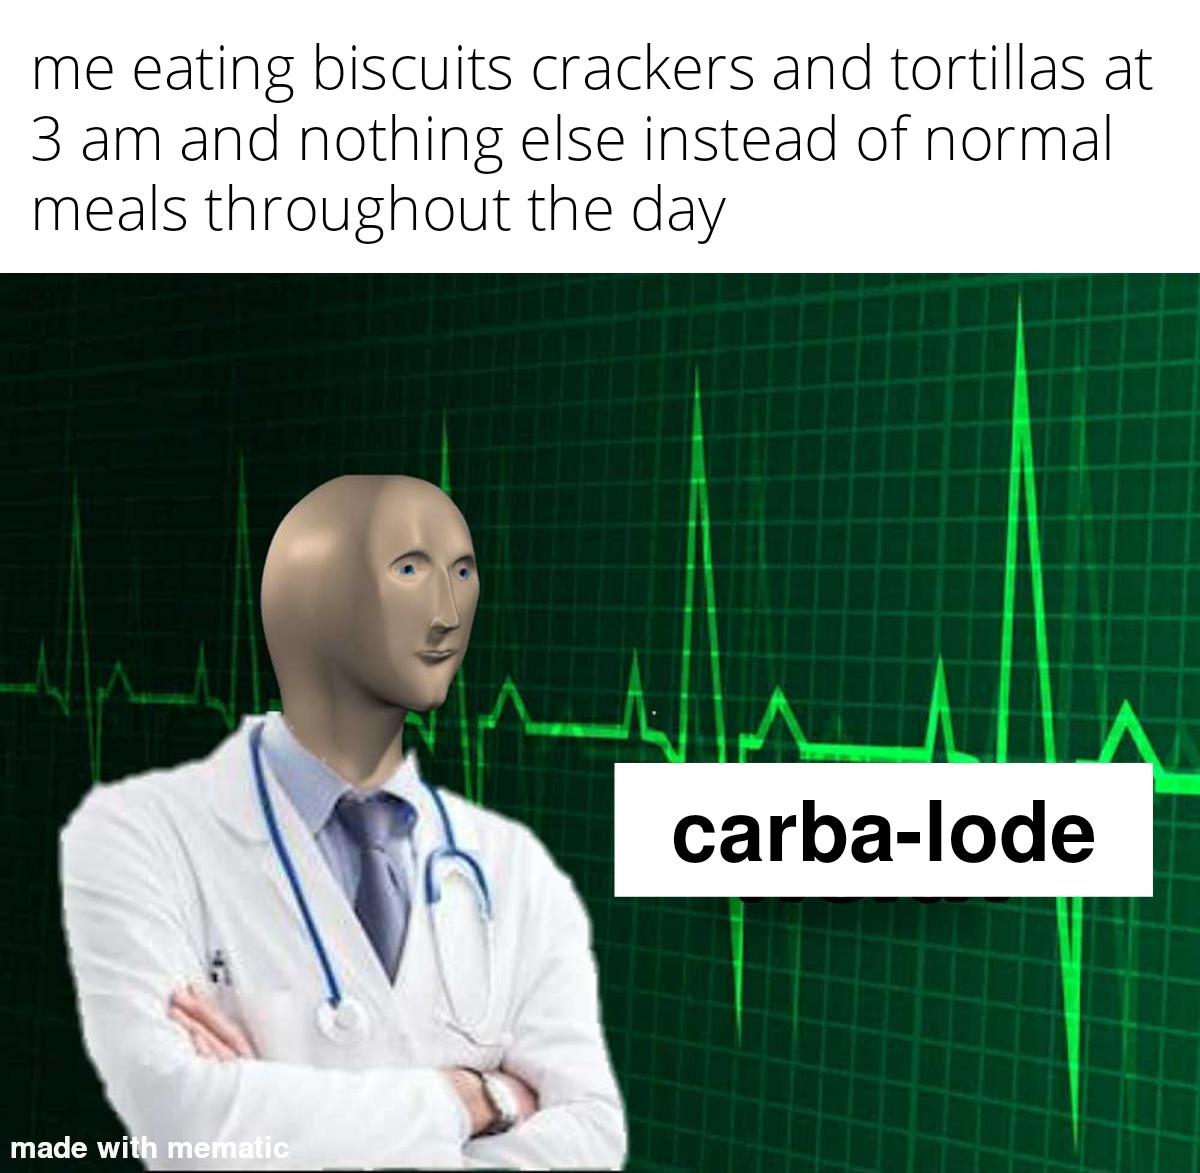 me eating biscuits crackers and tortillas at
3 am and nothing else instead of normal
meals throughout the day
carba-lode
made with mematic